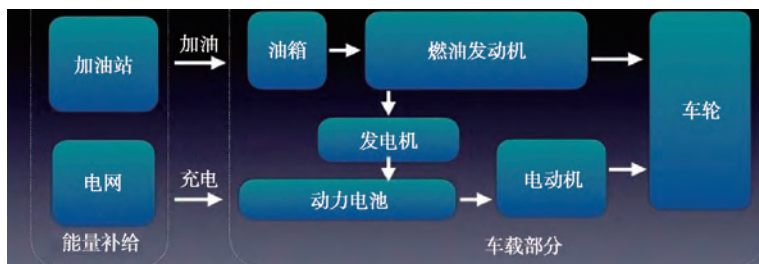 加油站
加油
油箱
燃油发动机
车轮
发电机
电网
充电
动力电池
电动机
能量补给
车载部分